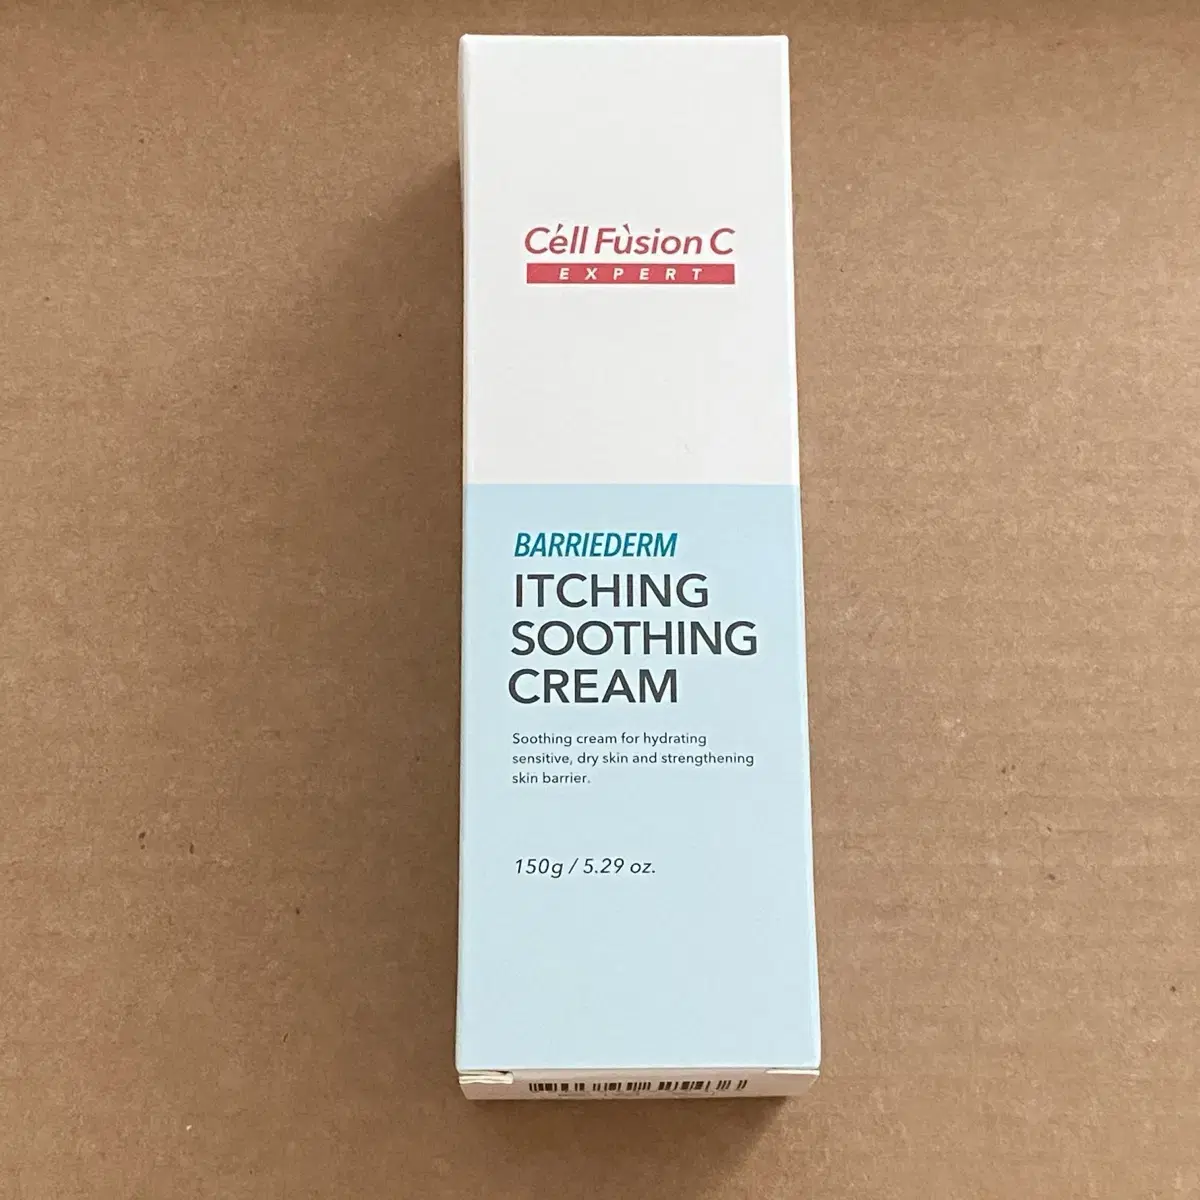 Céll Fùsion C
EXPERT
BARRIEDERM
ITCHING
SOOTHING
CREAM
Soothing cream for hydrating
sensitive, dry skin and strengthening
skin barrier.
150g / 5.29 oz.